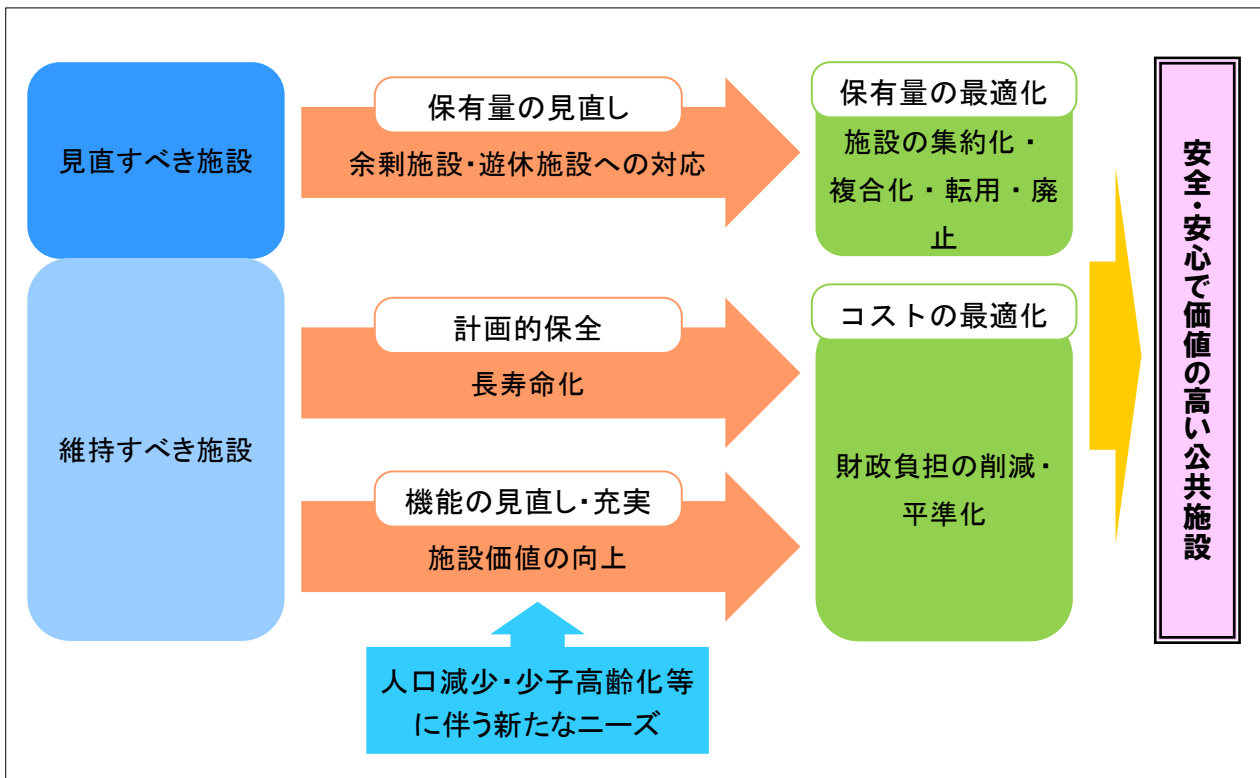 見直すべき施設
保有量の見直し
余剰施設・遊休施設への対応
保有量の最適化
施設の集約化・
複合化・転用・廃
止
維持すべき施設
計画的保全
長寿命化
機能の見直し・充実
施設価値の向上
人口減少・少子高齢化等
に伴う新たなニーズ
コストの最適化
財政負担の削減・
平準化
安全・安心で価値の高い公共施設